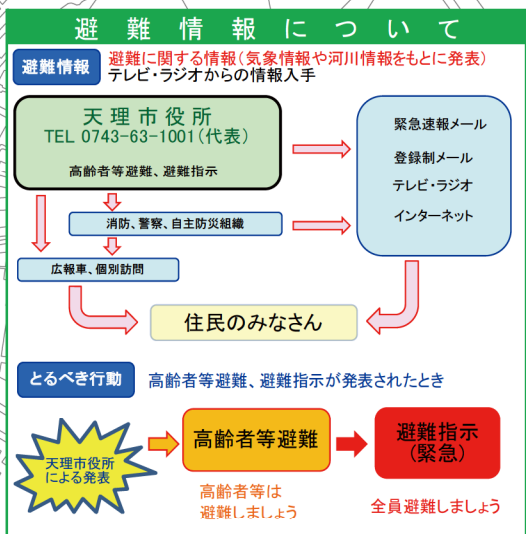 避難情報について
避難情報
避難に関する情報(気象情報や河川情報をもとに発表)
テレビ・ラジオからの情報入手
天理市役所
TEL 0743-63-1001(代表)
高齢者等避難、避難指示
緊急速報メール
登録制メール
テレビ・ラジオ
インターネット
消防、警察、自主防災組織
広報車、個別訪問
住民のみなさん
とるべき行動
高齢者等避難、避難指示が発表されたとき
天理市役所
による発表
高齢者等避難
避難指示
(緊急)
高齢者等は
避難しましょう
全員避難しましょう